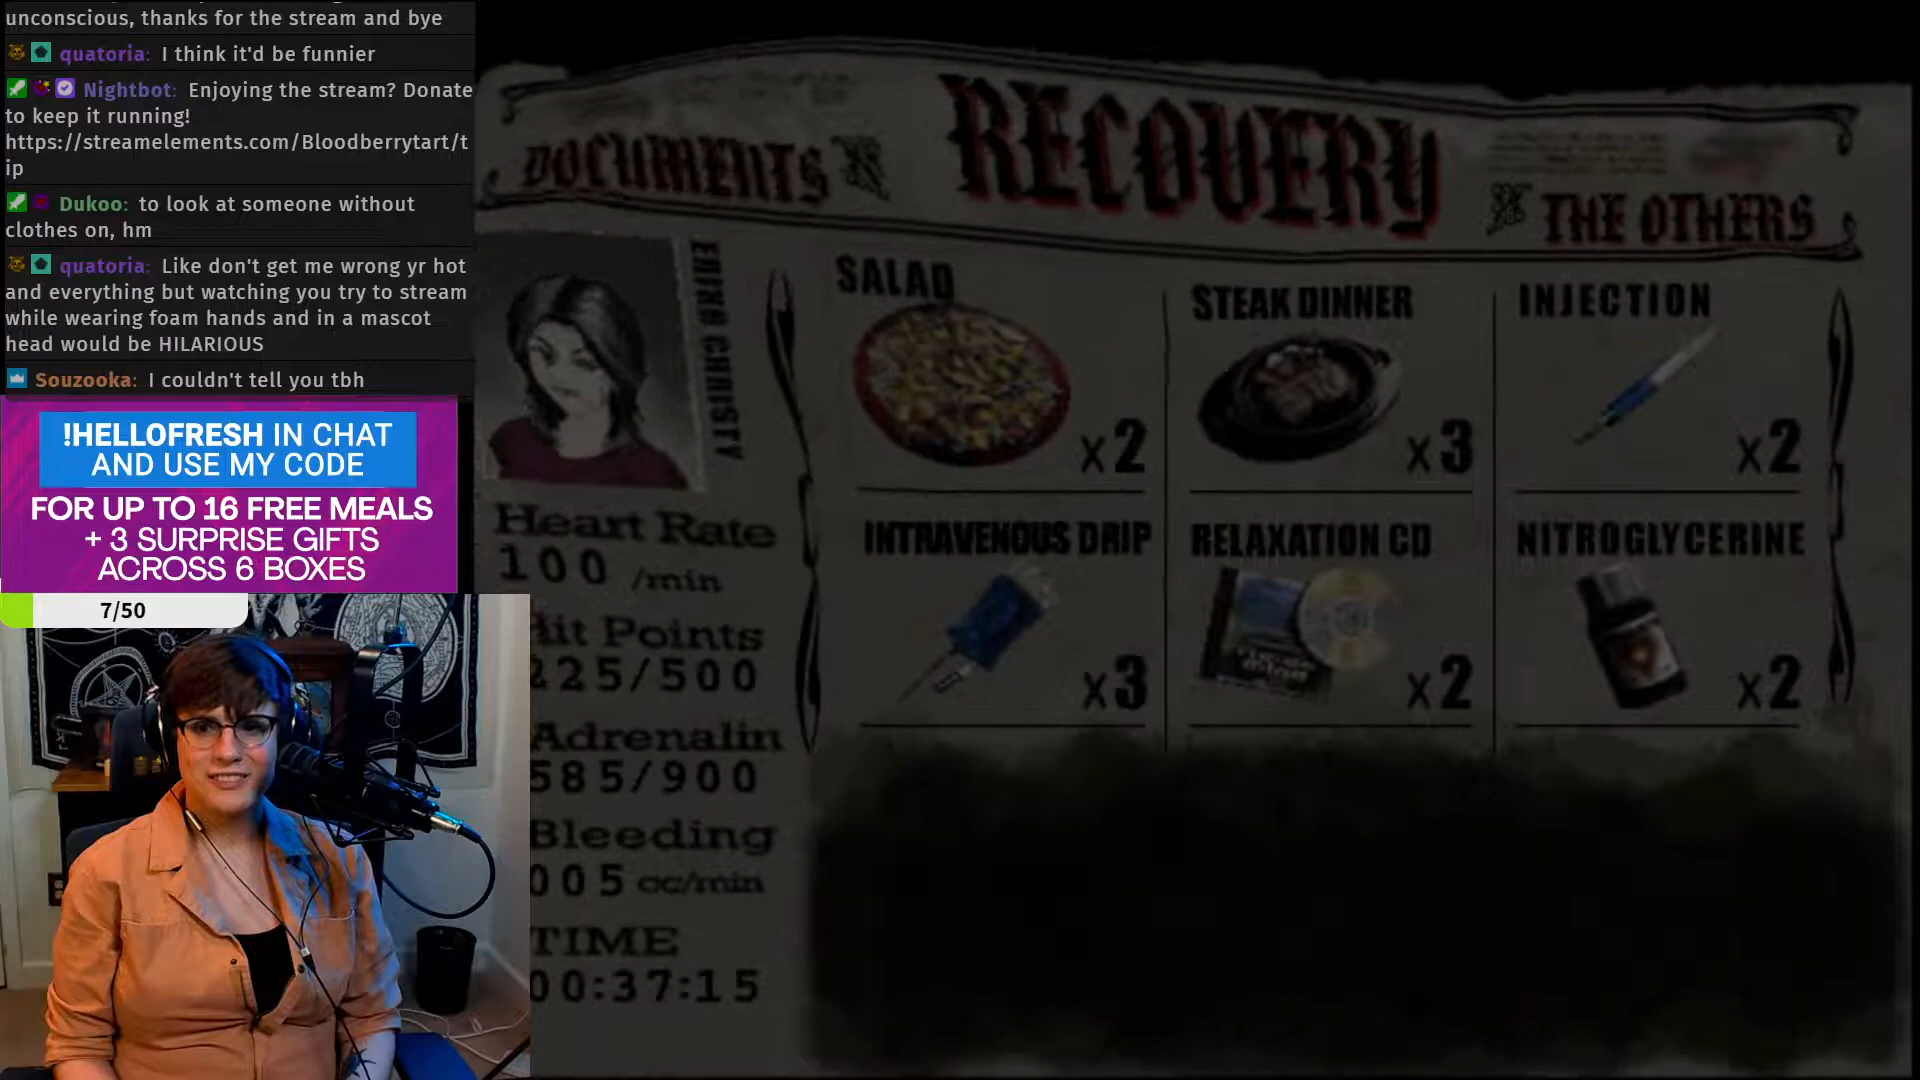 unconscious, thanks for the stream and bye
quatoria: I think it'd be funnier
Nightbot: Enjoying the stream? Donate
to keep it running!
https://streamelements.com/Bloodberrytart/t
ip
Dukoo: to look at someone without
clothes on, hm
quatoria: Like don't get me wrong yr hot
and everything but watching you try to stream
while wearing foam hands and in a mascot
head would be HILARIOUS
Souzooka: I couldn't tell you tbh
!HELLOFRESH IN CHAT
AND USE MY CODE
FOR UP TO 16 FREE MEALS
+ 3 SURPRISE GIFTS
ACROSS 6 BOXES
7/50
DOCUMENTS
RECOVERY
THE OTHERS
CHRISTY
Heart Rate
100 /min
Hit Points
225/500
Adrenalin
585/900
Bleeding
005 cc/min
TIME
00:37:15
SALAD
x2
STEAK DINNER
x3
INJECTION
x2
INTRAVENOUS DRIP
x3
RELAXATION CD
x2
NITROGLYCERINE
x2